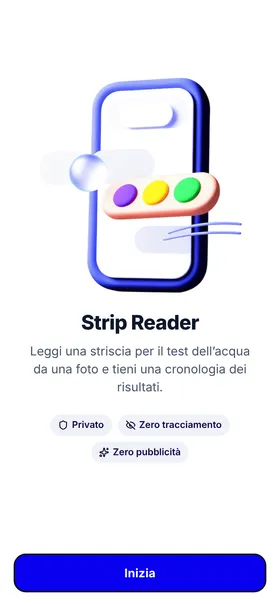 Strip Reader
Leggi una striscia per il test dell'acqua
da una foto e tieni una cronologia dei
risultati.
Privato
Zero tracciamento
Zero pubblicità
Inizia